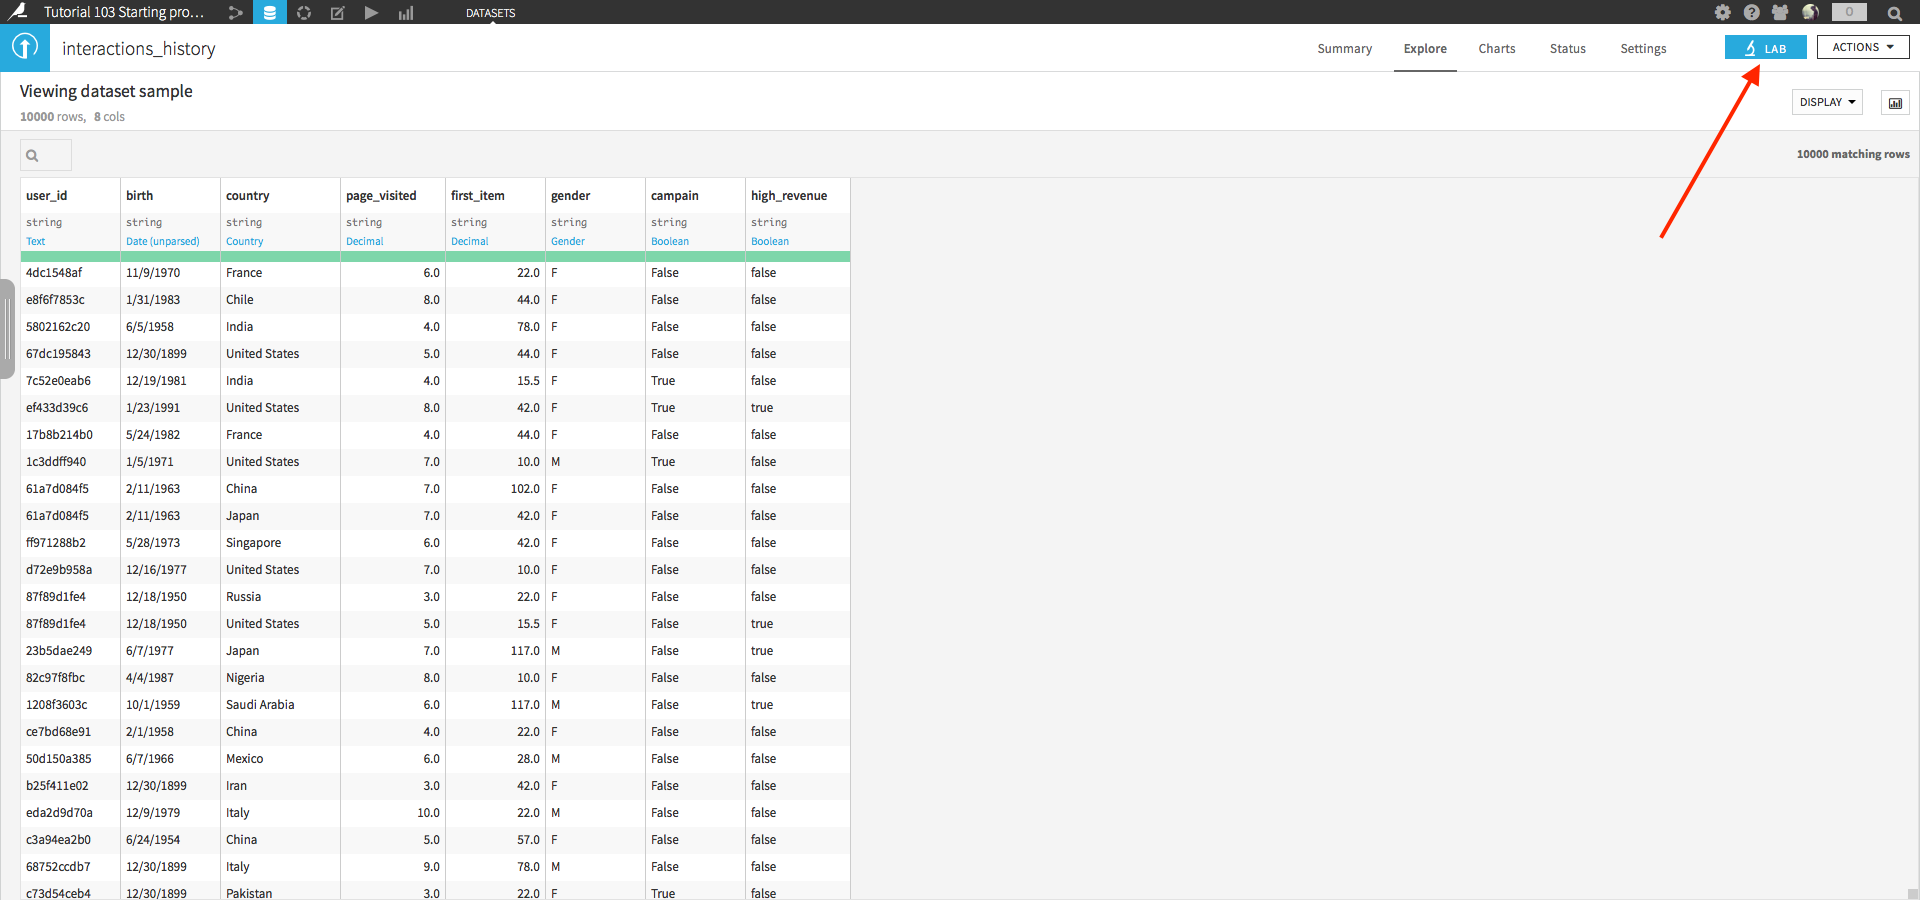 Tutorial 103 Starting pro... DATASETS 0
interactions_history Summary Explore Charts Status Settings LAB ACTIONS
Viewing dataset sample
DISPLAY
10000 rows, 8 cols
10000 matching rows
user_id birth country page_visited first_item gender campain high_revenue
string string string string string string string string
Text Date (unparsed) Country Decimal Decimal Gender Boolean Boolean
4dc1548af 11/9/1970 France 6.0 22.0 F False false
e8f6f7853c 1/31/1983 Chile 8.0 44.0 F False false
5802162c20 6/5/1958 India 4.0 78.0 F False false
67dc195843 12/30/1899 United States 5.0 44.0 F False false
7c52e0eab6 12/19/1981 India 4.0 15.5 F True false
ef433d39c6 1/23/1991 United States 8.0 42.0 F True true
17b8b214b0 5/24/1982 France 4.0 44.0 F False false
1c3ddff940 1/5/1971 United States 7.0 10.0 M True false
61a7d084f5 2/11/1963 China 7.0 102.0 F False false
61a7d084f5 2/11/1963 Japan 7.0 42.0 F False false
ff971288b2 5/28/1973 Singapore 6.0 42.0 F False false
d72e9b958a 12/16/1977 United States 7.0 10.0 F False false
87f89d1fe4 12/18/1950 Russia 3.0 22.0 F False false
87f89d1fe4 12/18/1950 United States 5.0 15.5 F False true
23b5dae249 6/7/1977 Japan 7.0 117.0 M False true
82c97f8fbc 4/4/1987 Nigeria 8.0 10.0 F False false
1208f3603c 10/1/1959 Saudi Arabia 6.0 117.0 M False true
ce7bd68e91 2/1/1958 China 4.0 22.0 F False false
50d150a385 6/7/1966 Mexico 6.0 28.0 M False false
b25f411e02 12/30/1899 Iran 3.0 42.0 F False false
eda2d9d70a 12/9/1979 Italy 10.0 22.0 M False false
c3a94ea2b0 6/24/1954 China 5.0 57.0 F False false
68752ccdb7 12/30/1899 Italy 9.0 78.0 M False false
c73d54ceb4 12/30/1899 Pakistan 3.0 22.0 F True false